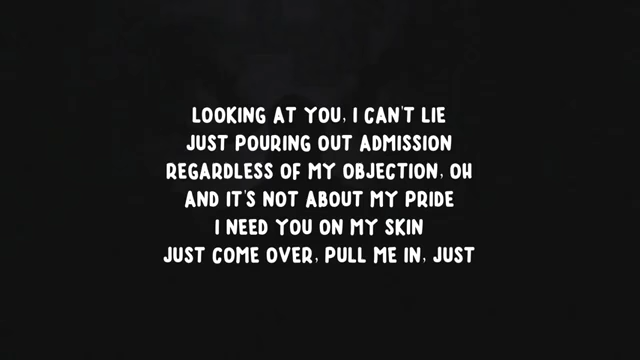 LOOKING AT YOU, I CAN'T LIE
JUST POURING OUT ADMISSION
REGARDLESS OF MY OBJECTION, OH
AND IT'S NOT ABOUT MY PRIDE
I NEED YOU ON MY SKIN
JUST COME OVER, PULL ME IN, JUST